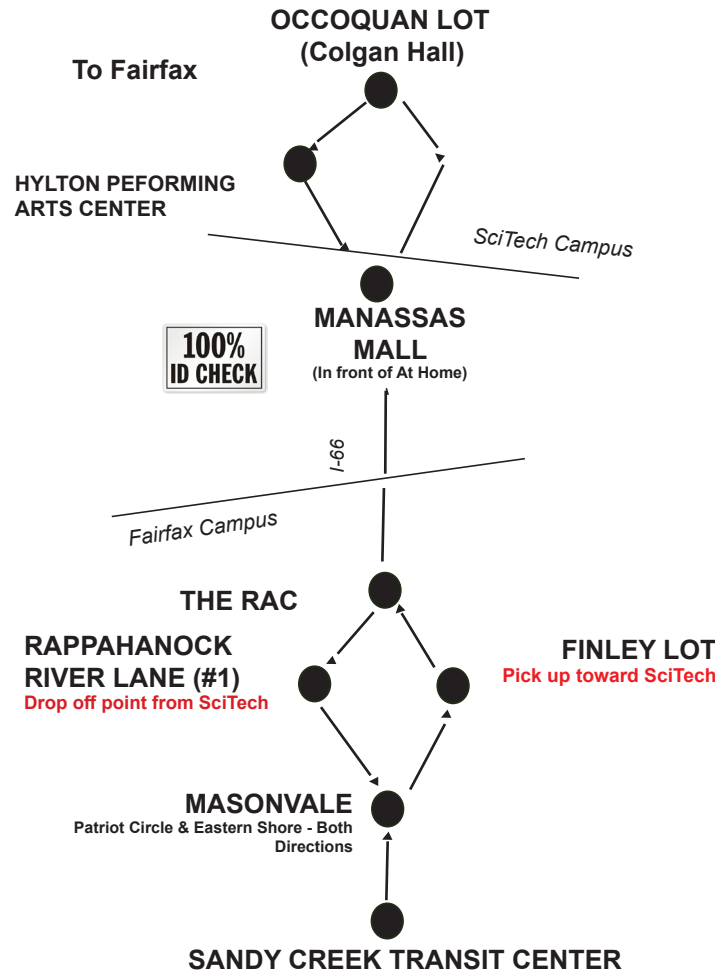 OCCOQUAN LOT
(Colgan Hall)
To Fairfax
HYLTON PEFORMING
ARTS CENTER
SciTech Campus
MANASSAS
MALL
(In front of At Home)
100%
ID CHECK
I-66
Fairfax Campus
THE RAC
RAPPAHANOCK
RIVER LANE (#1)
Drop off point from SciTech
FINLEY LOT
Pick up toward SciTech
MASONVALE
Patriot Circle & Eastern Shore - Both
Directions
SANDY CREEK TRANSIT CENTER